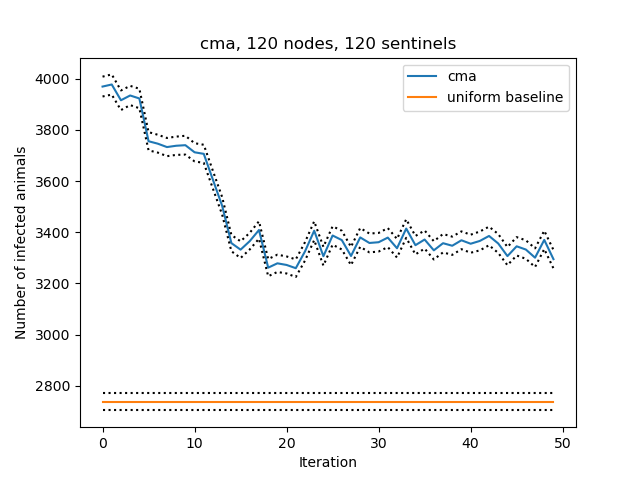 cma, 120 nodes, 120 sentinels
cma
uniform baseline
Number of infected animals
4000
3800
3600
3400
3200
3000
2800
0 10 20 30 40 50
Iteration